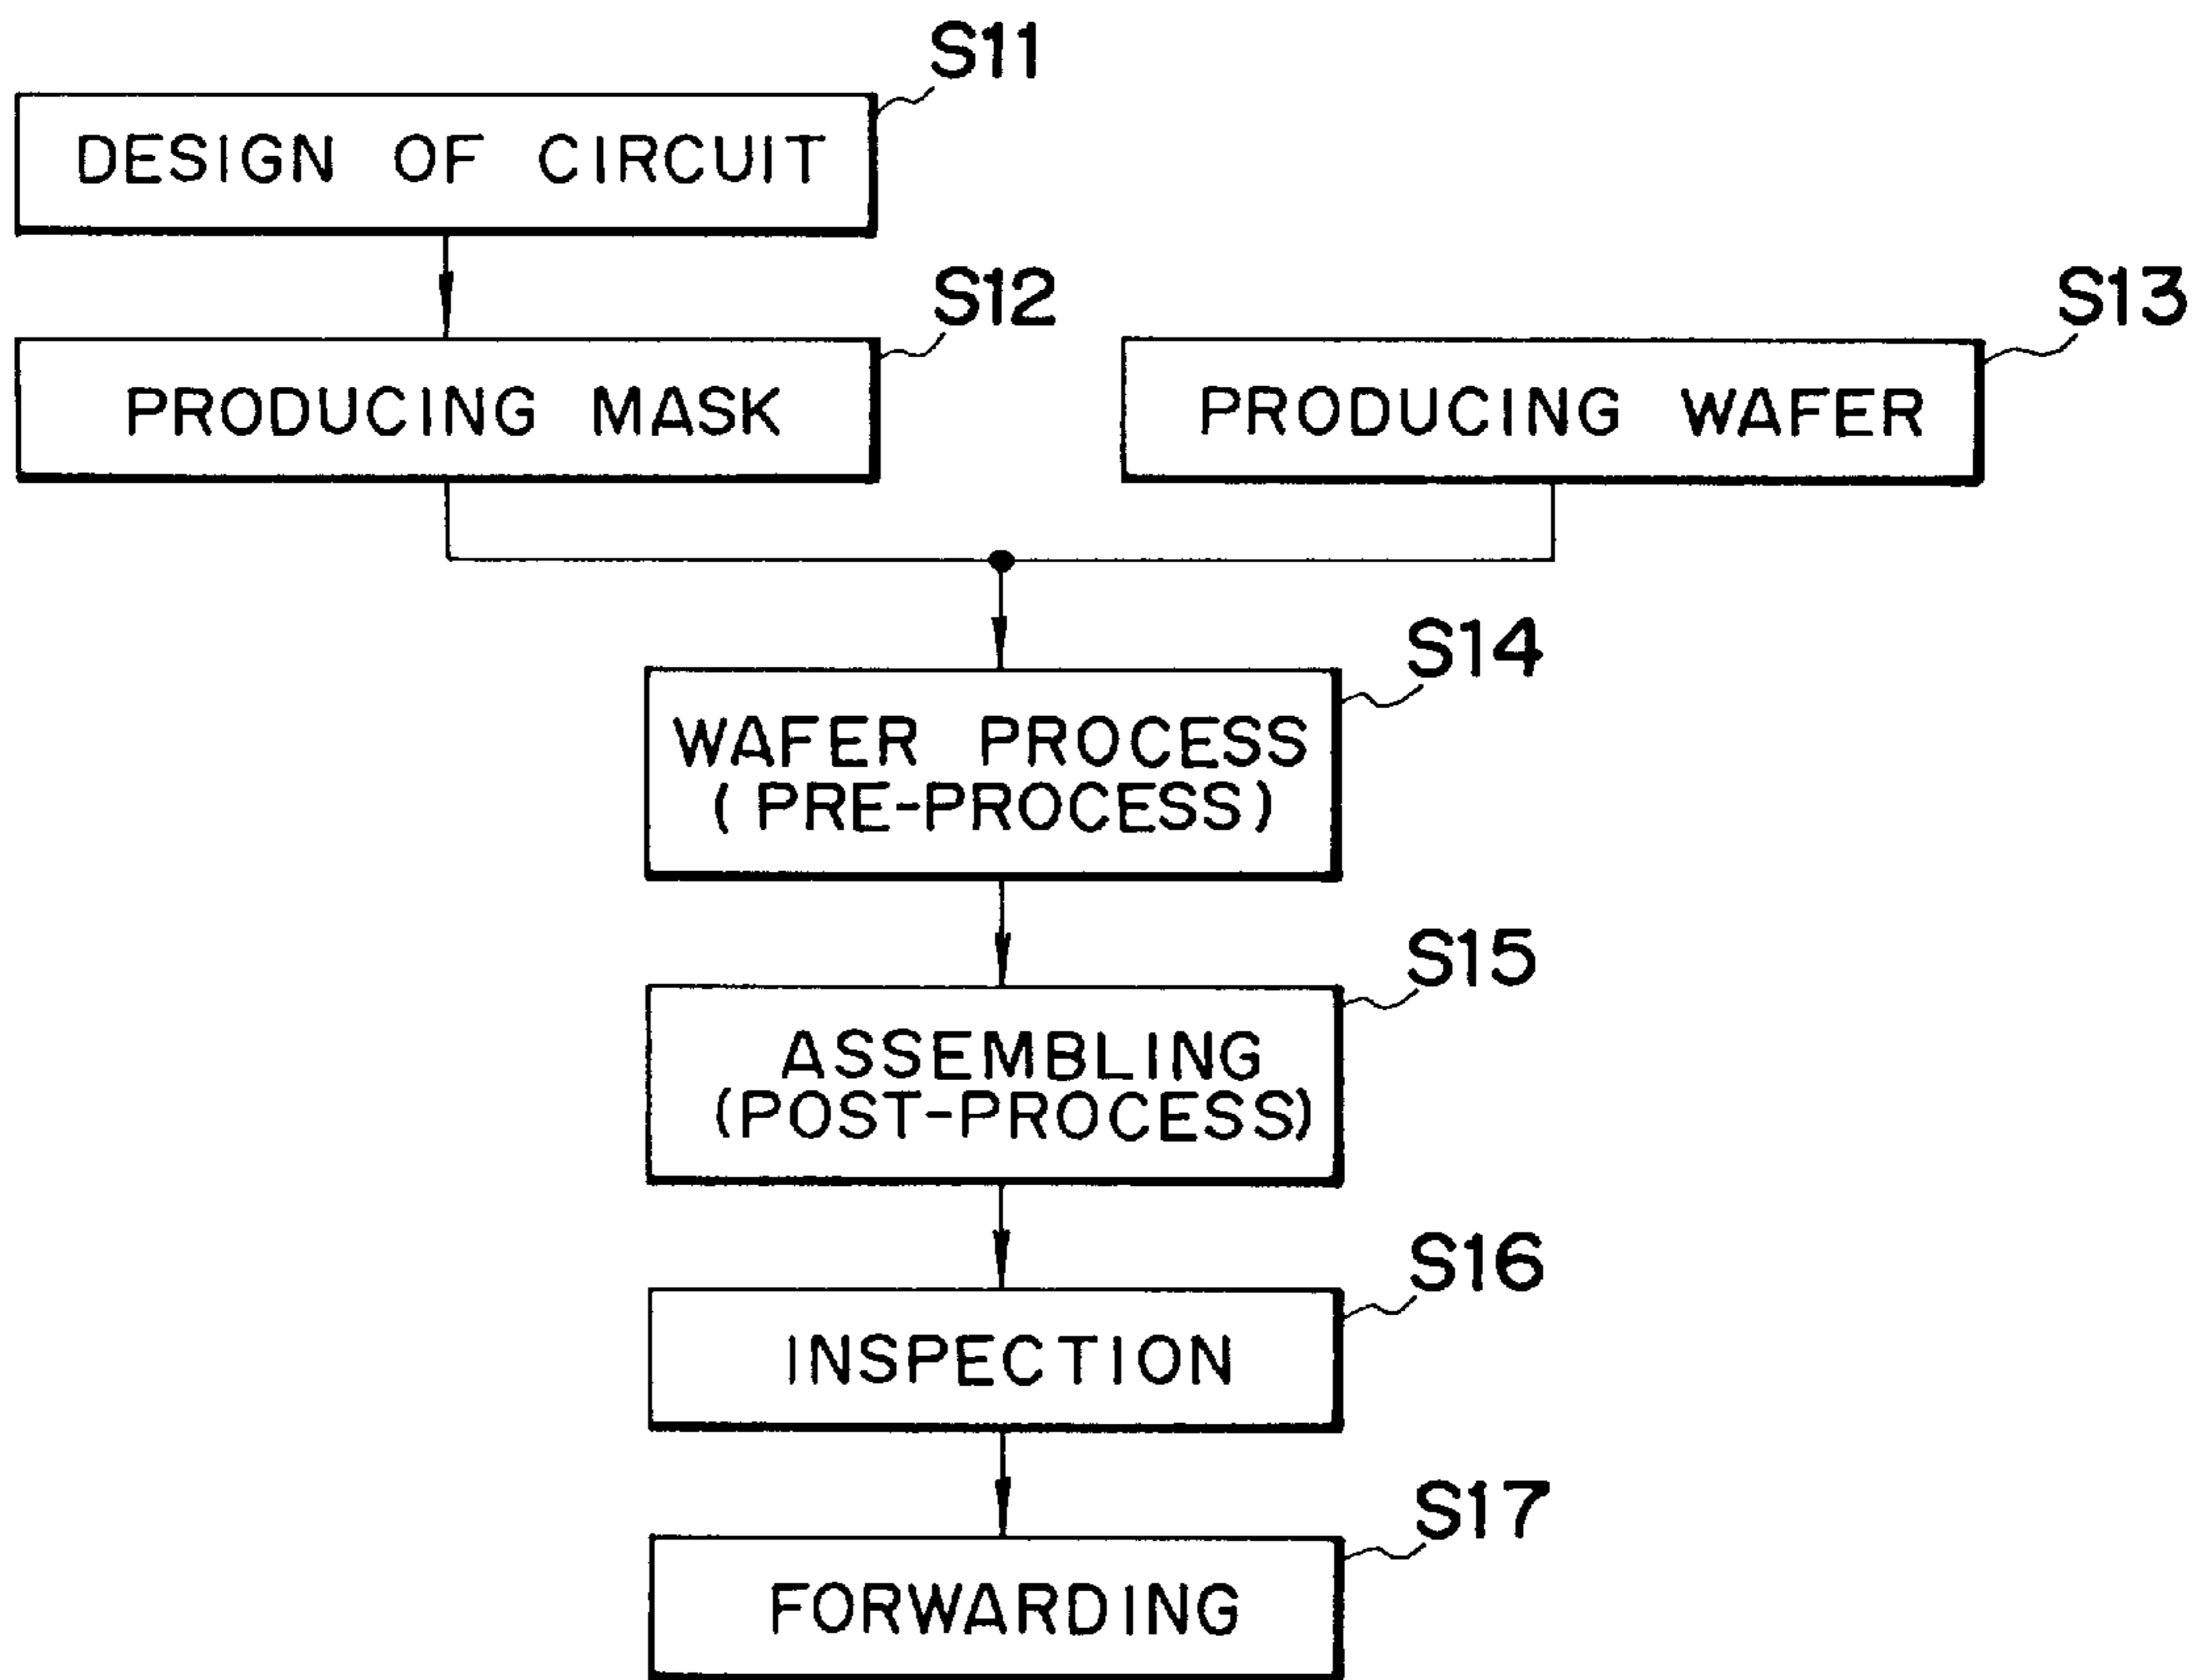 S11
DESIGN OF CIRCUIT
S12
PRODUCING MASK
S13
PRODUCING WAFER
S14
WAFER PROCESS
( PRE-PROCESS)
S15
ASSEMBLING
(POST-PROCESS)
S16
INSPECTION
S17
FORWARDING